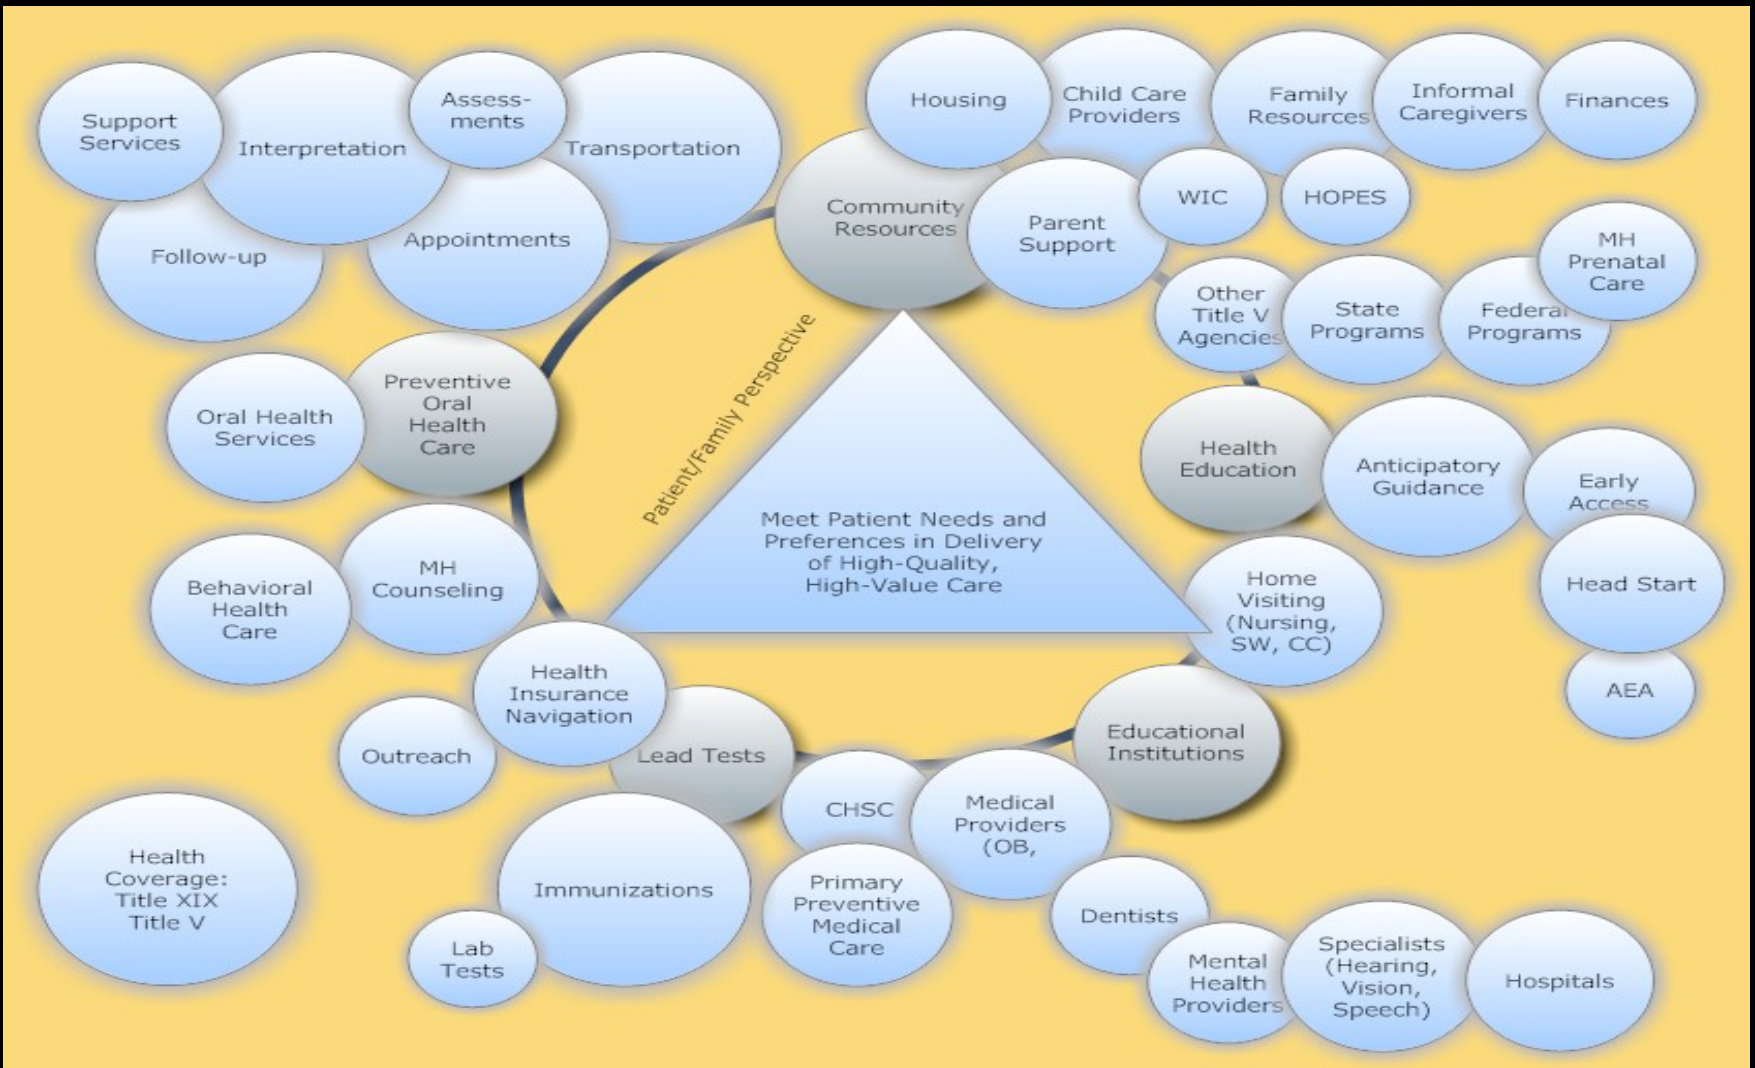 Support
Services
Interpretation
Assess-
ments
Transportation
Follow-up
Appointments
Housing
Child Care
Providers
Family
Resources
Informal
Caregivers
Finances
Community
Resources
Parent
Support
WIC
HOPES
Other
Title V
Agencies
State
Programs
Federal
Programs
MH
Prenatal
Care
Oral Health
Services
Preventive
Oral
Health
Care
Patient/Family Perspective
Meet Patient Needs and
Preferences in Delivery
of High-Quality,
High-Value Care
Health
Education
Anticipatory
Guidance
Early
Access
Head Start
AEA
Home
Visiting
(Nursing,
SW, CC)
Behavioral
Health
Care
MH
Counseling
Health
Insurance
Navigation
Outreach
Lead Tests
Educational
Institutions
Health
Coverage:
Title XIX
Title V
Immunizations
Lab
Tests
CHSC
Medical
Providers
(OB,
Primary
Preventive
Medical
Care
Dentists
Mental
Health
Providers
Specialists
(Hearing,
Vision,
Speech)
Hospitals